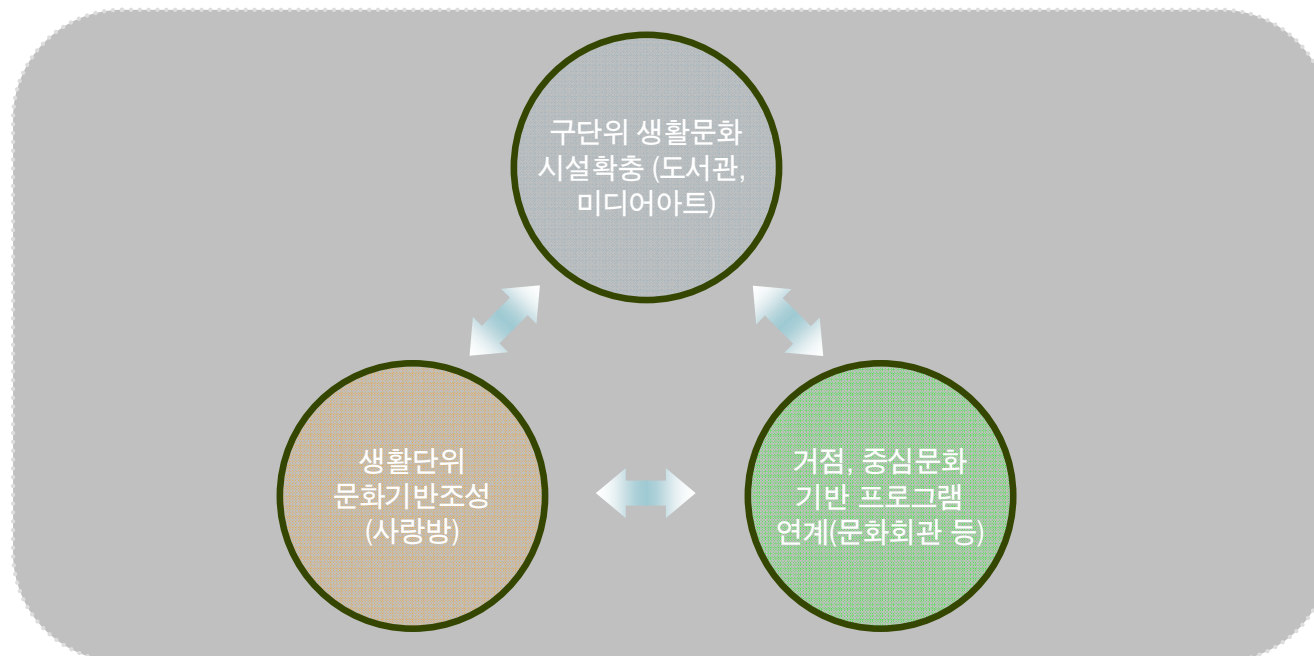 구단위 생활문화
시설확충 (도서관,
미디어아트)
생활단위
문화기반조성
(사랑방)
거점, 중심문화
기반 프로그램
연계(문화회관 등)